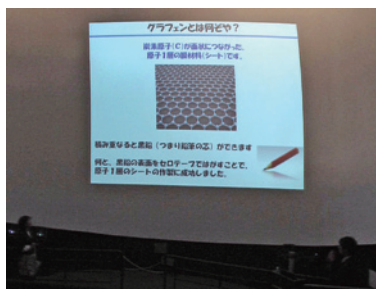 グラフェンとは何ぞや？
炭素原子(C)が蜂の巣状につながった、
原子1層の膜材料(シート)です。
積み重なると黒鉛（つまり鉛筆の芯）ができます
何と、黒鉛の表面をセロテープではがすことで、
原子1層のシートの作製に成功しました。